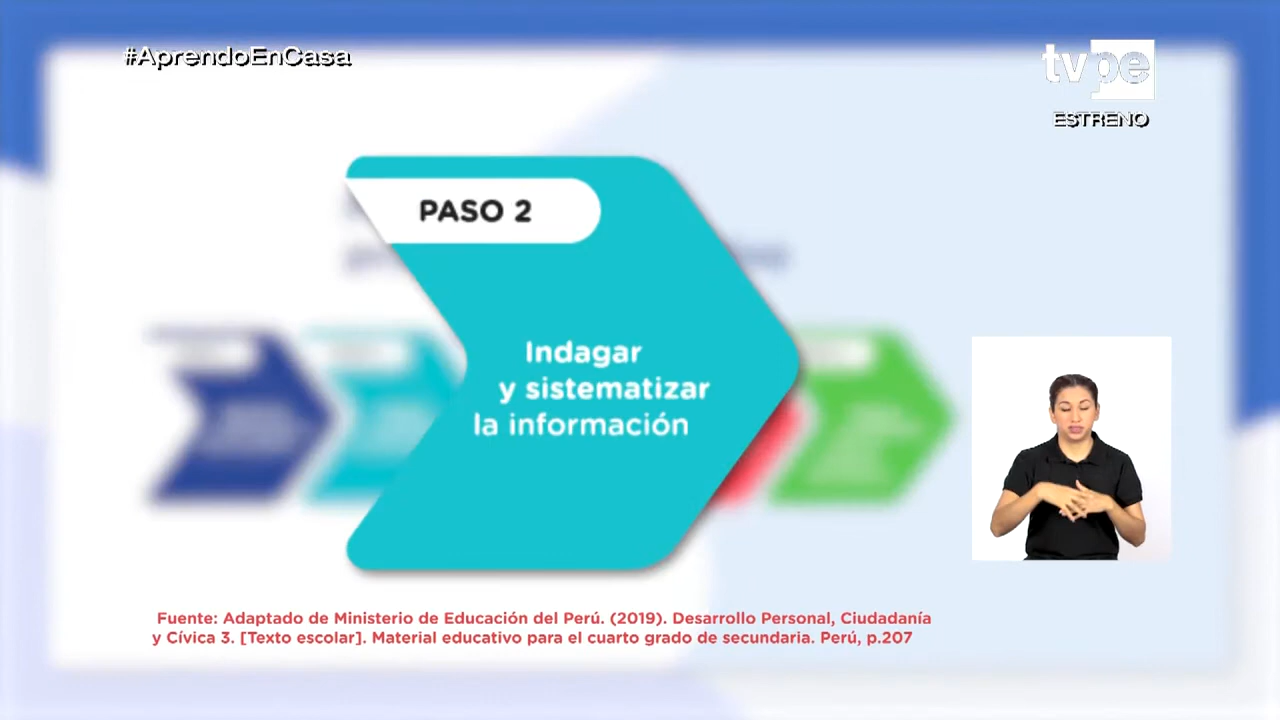 #AprendoEnCasa
tvpe
ESTRENO
PASO 2
Indagar
y sistematizar
la información
Fuente: Adaptado de Ministerio de Educación del Perú. (2019). Desarrollo Personal, Ciudadanía
y Cívica 3. [Texto escolar]. Material educativo para el cuarto grado de secundaria. Perú, p.207